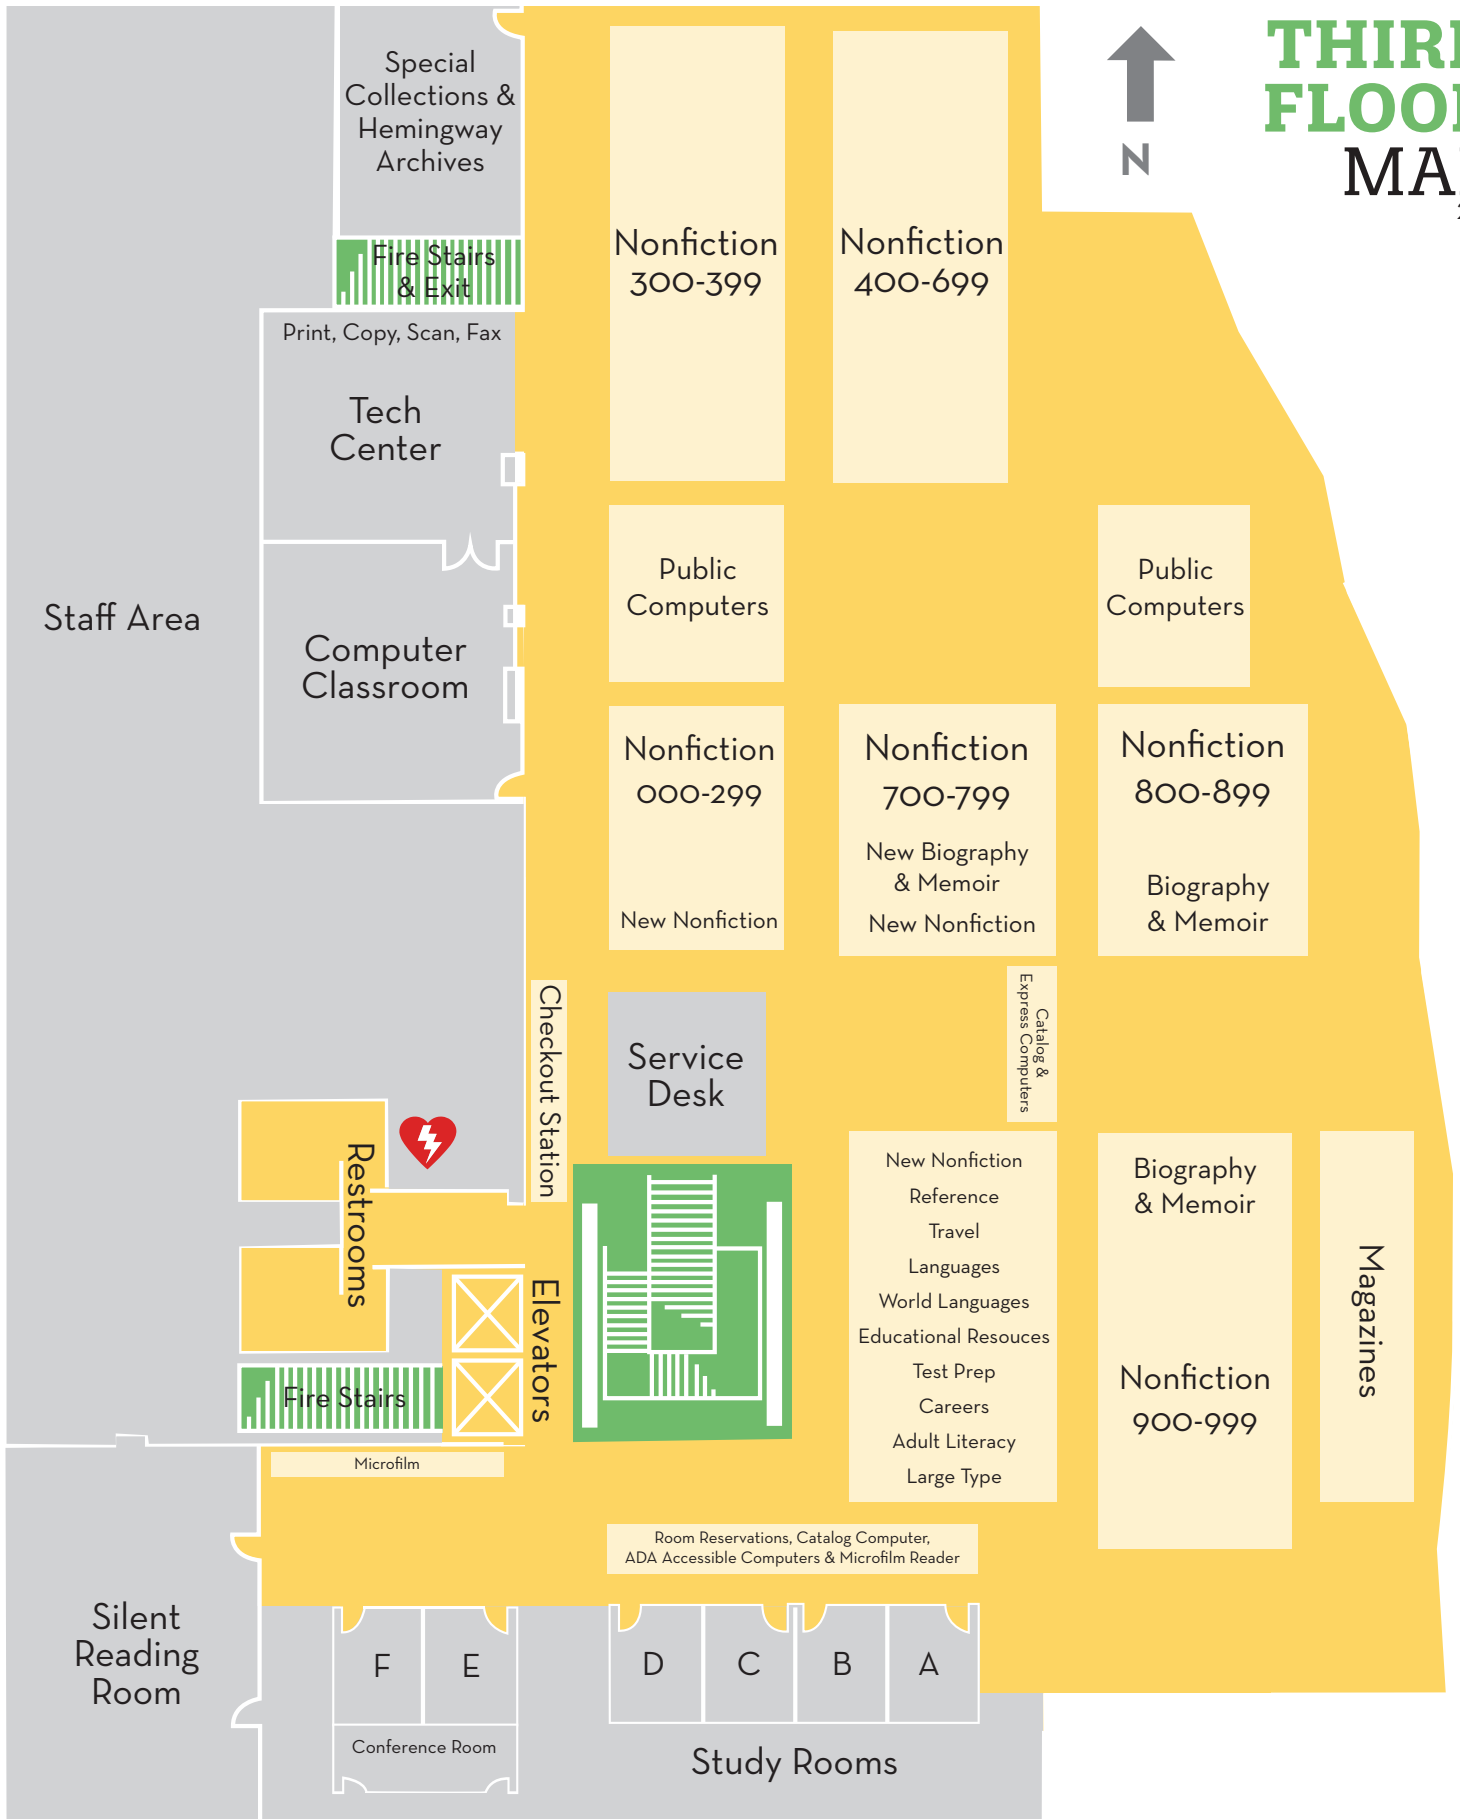 Special
Collections &
Hemingway
Archives
N
Fire Stairs
& Exit
Nonfiction
300-399
Nonfiction
400-699
Print, Copy, Scan, Fax
Tech
Center
Staff Area
Public
Computers
Public
Computers
Computer
Classroom
Nonfiction
000-299
New Nonfiction
Nonfiction
700-799
New Biography
& Memoir
New Nonfiction
Nonfiction
800-899
Biography
& Memoir
Checkout Station
Service
Desk
Catalog &
Express Computers
Restrooms
Elevators
Fire Stairs
New Nonfiction
Reference
Travel
Languages
World Languages
Educational Resouces
Test Prep
Careers
Adult Literacy
Large Type
Biography
& Memoir
Nonfiction
900-999
Magazines
Microfilm
Room Reservations, Catalog Computer,
ADA Accessible Computers & Microfilm Reader
Silent
Reading
Room
F
E
D
C
B
A
Conference Room
Study Rooms